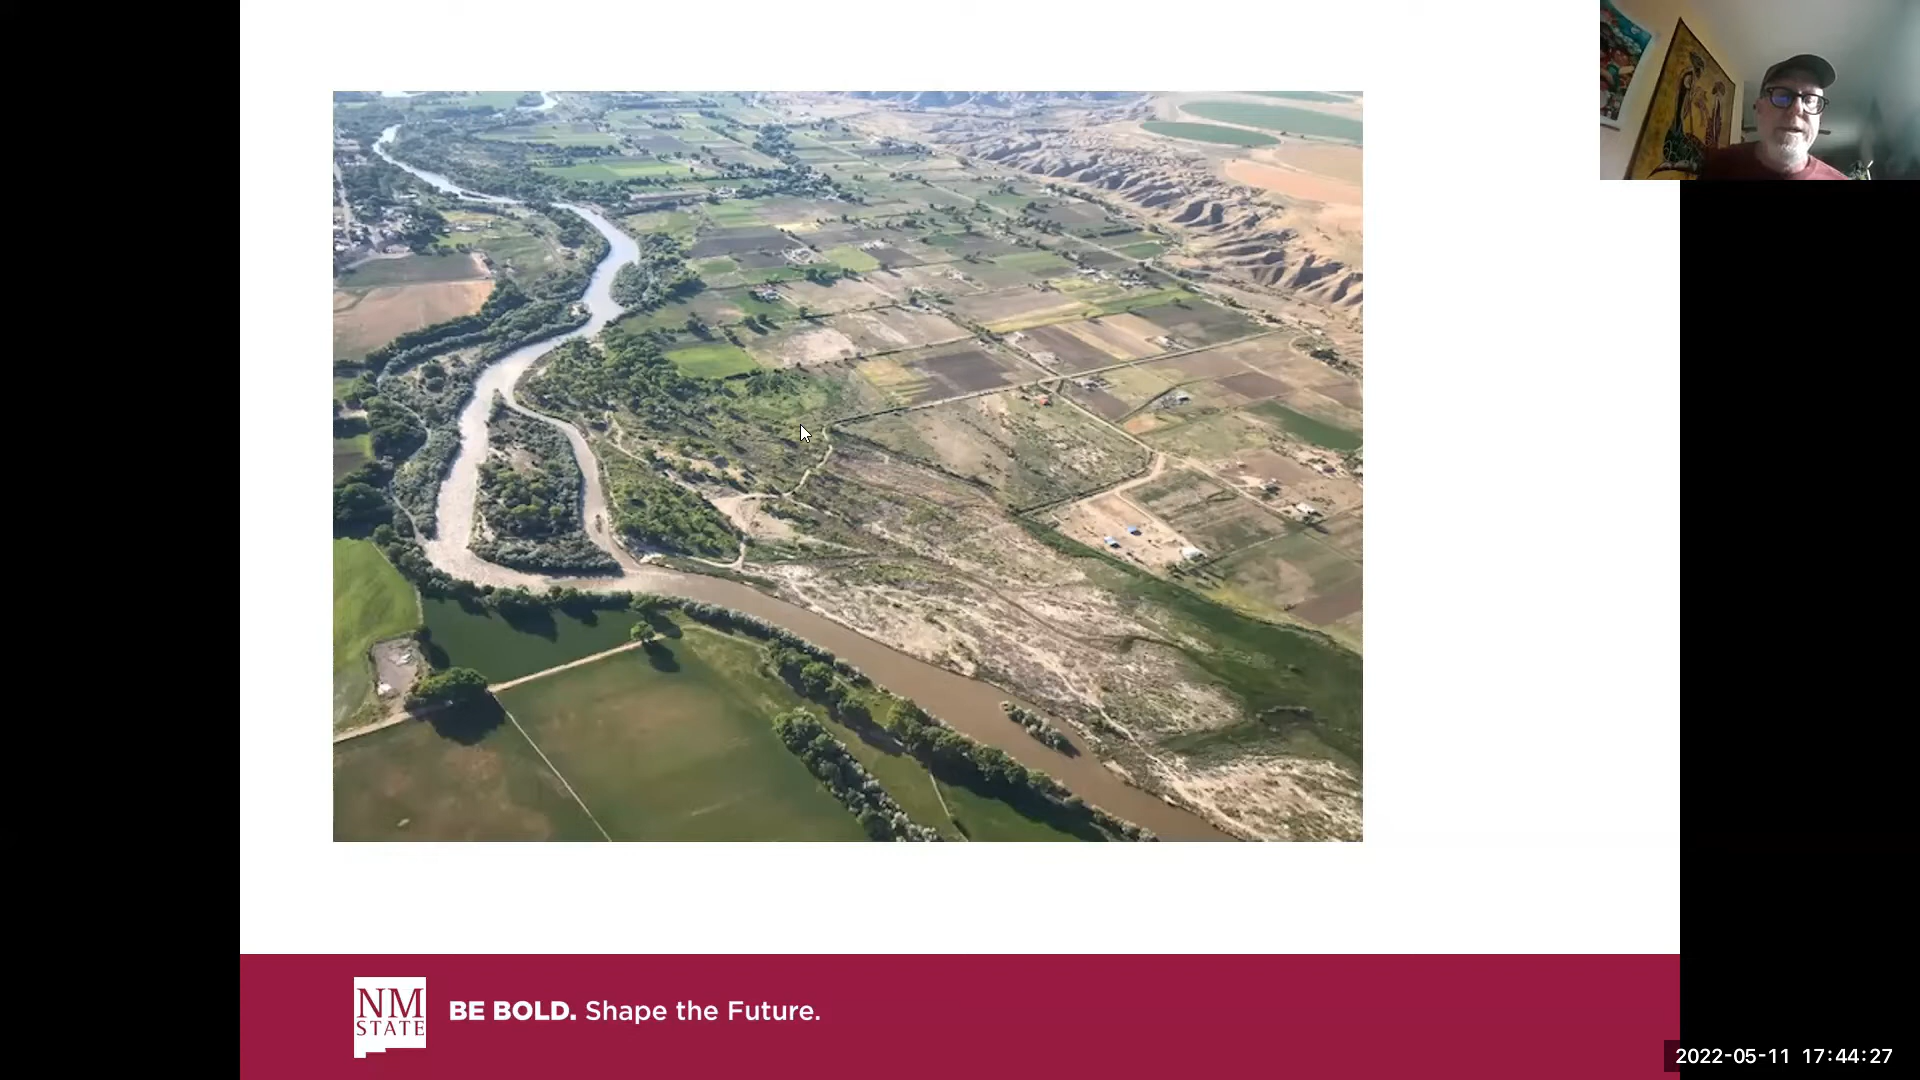 NM
STATE
BE BOLD. Shape the Future.
2022-05-11 17:44:27